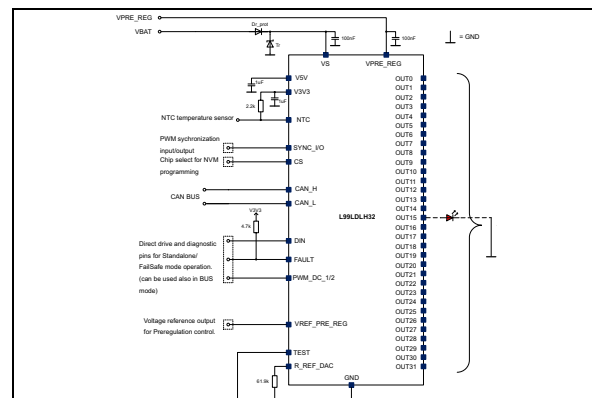 VPRE_REG
VBAT
Dr_prot
Tr
100nF
100nF
= GND
VS
VPRE_REG
V5V
1uF
V3V3
1uF
2.2k
NTC temperature sensor
NTC
PWM sychronization
input/output
SYNC_I/O
Chip select for NVM
programming
CS
CAN BUS
CAN_H
CAN_L
V3V3
4.7k
Direct drive and diagnostic
pins for Standalone/
FailSafe mode operation.
(can be used also in BUS
mode)
DIN
FAULT
PWM_DC_1/2
Voltage reference output
for Preregulation control.
VREF_PRE_REG
TEST
R_REF_DAC
61.9k
GND
L99LDLH32
OUT0
OUT1
OUT2
OUT3
OUT4
OUT5
OUT6
OUT7
OUT8
OUT9
OUT10
OUT11
OUT12
OUT13
OUT14
OUT15
OUT16
OUT17
OUT18
OUT19
OUT20
OUT21
OUT22
OUT23
OUT24
OUT25
OUT26
OUT27
OUT28
OUT29
OUT30
OUT31